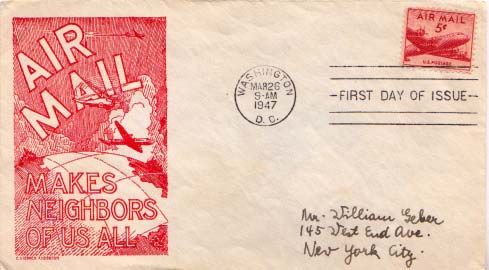 AIR
MAIL
MAKES
NEIGHBORS
OF US ALL
AIR MAIL
5¢
U.S. POSTAGE
WASHINGTON
MAR 26
9-AM
1947
D. C.
FIRST DAY OF ISSUE
Mr. William Geber
145 West End Ave.
New York City.